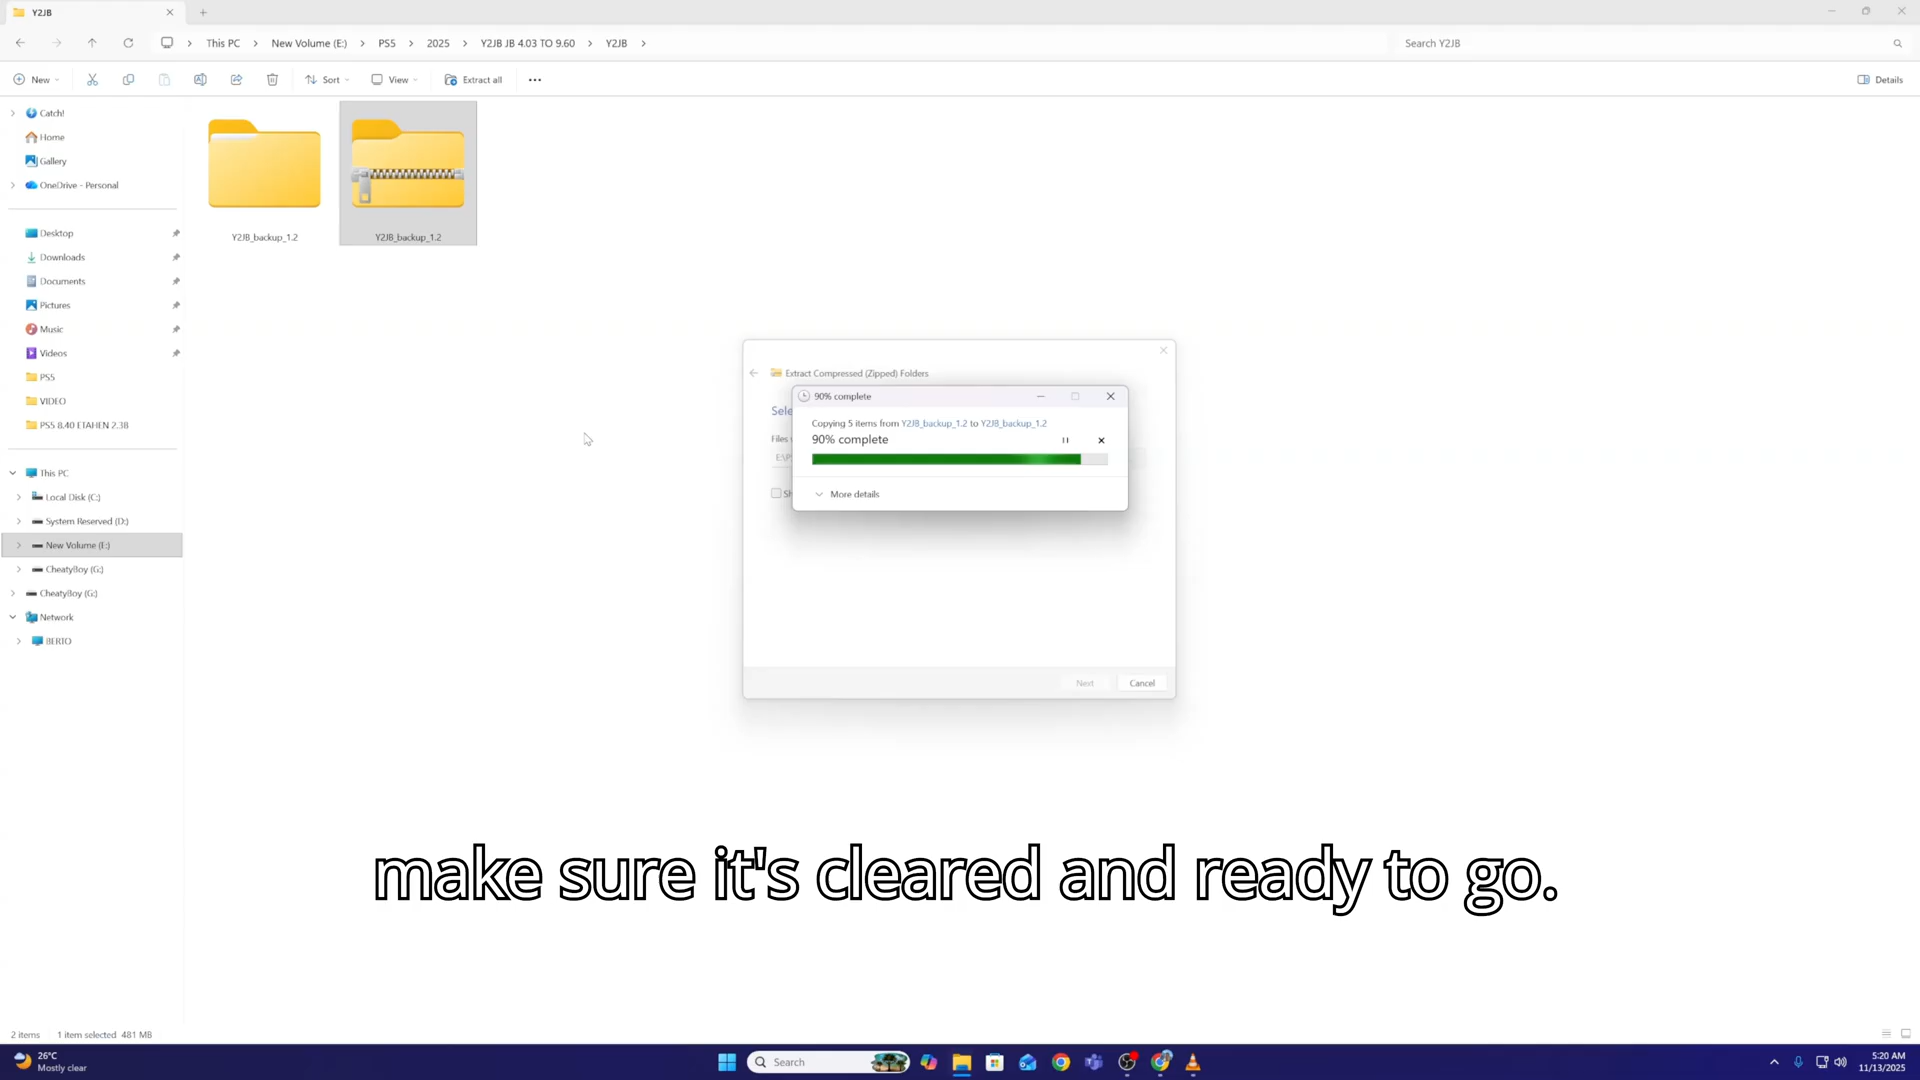 Y2JB
This PC
New Volume (E:)
PS5
2025
Y2JB JB 4.03 TO 9.60
Y2JB
Search Y2JB
New
Sort
View
Extract all
Details
Catch!
Home
Gallery
OneDrive - Personal
Desktop
Downloads
Documents
Pictures
Music
Videos
PS5
VIDEO
PS5 8.40 ETAHEN 2.38
This PC
Local Disk (C:)
System Reserved (D:)
New Volume (E:)
CheatyBoy (G:)
CheatyBoy (G:)
Network
BERTO
Y2JB_backup_1.2
Y2JB_backup_1.2
Extract Compressed (Zipped) Folders
Sele
Files
E:\P
Sh
90% complete
Copying 5 items from Y2JB_backup_1.2 to Y2JB_backup_1.2
90% complete
More details
Next
Cancel
make sure it's cleared and ready to go.
2 items
1 item selected 481 MB
26°C
Mostly clear
Search
5:20 AM
11/13/2025